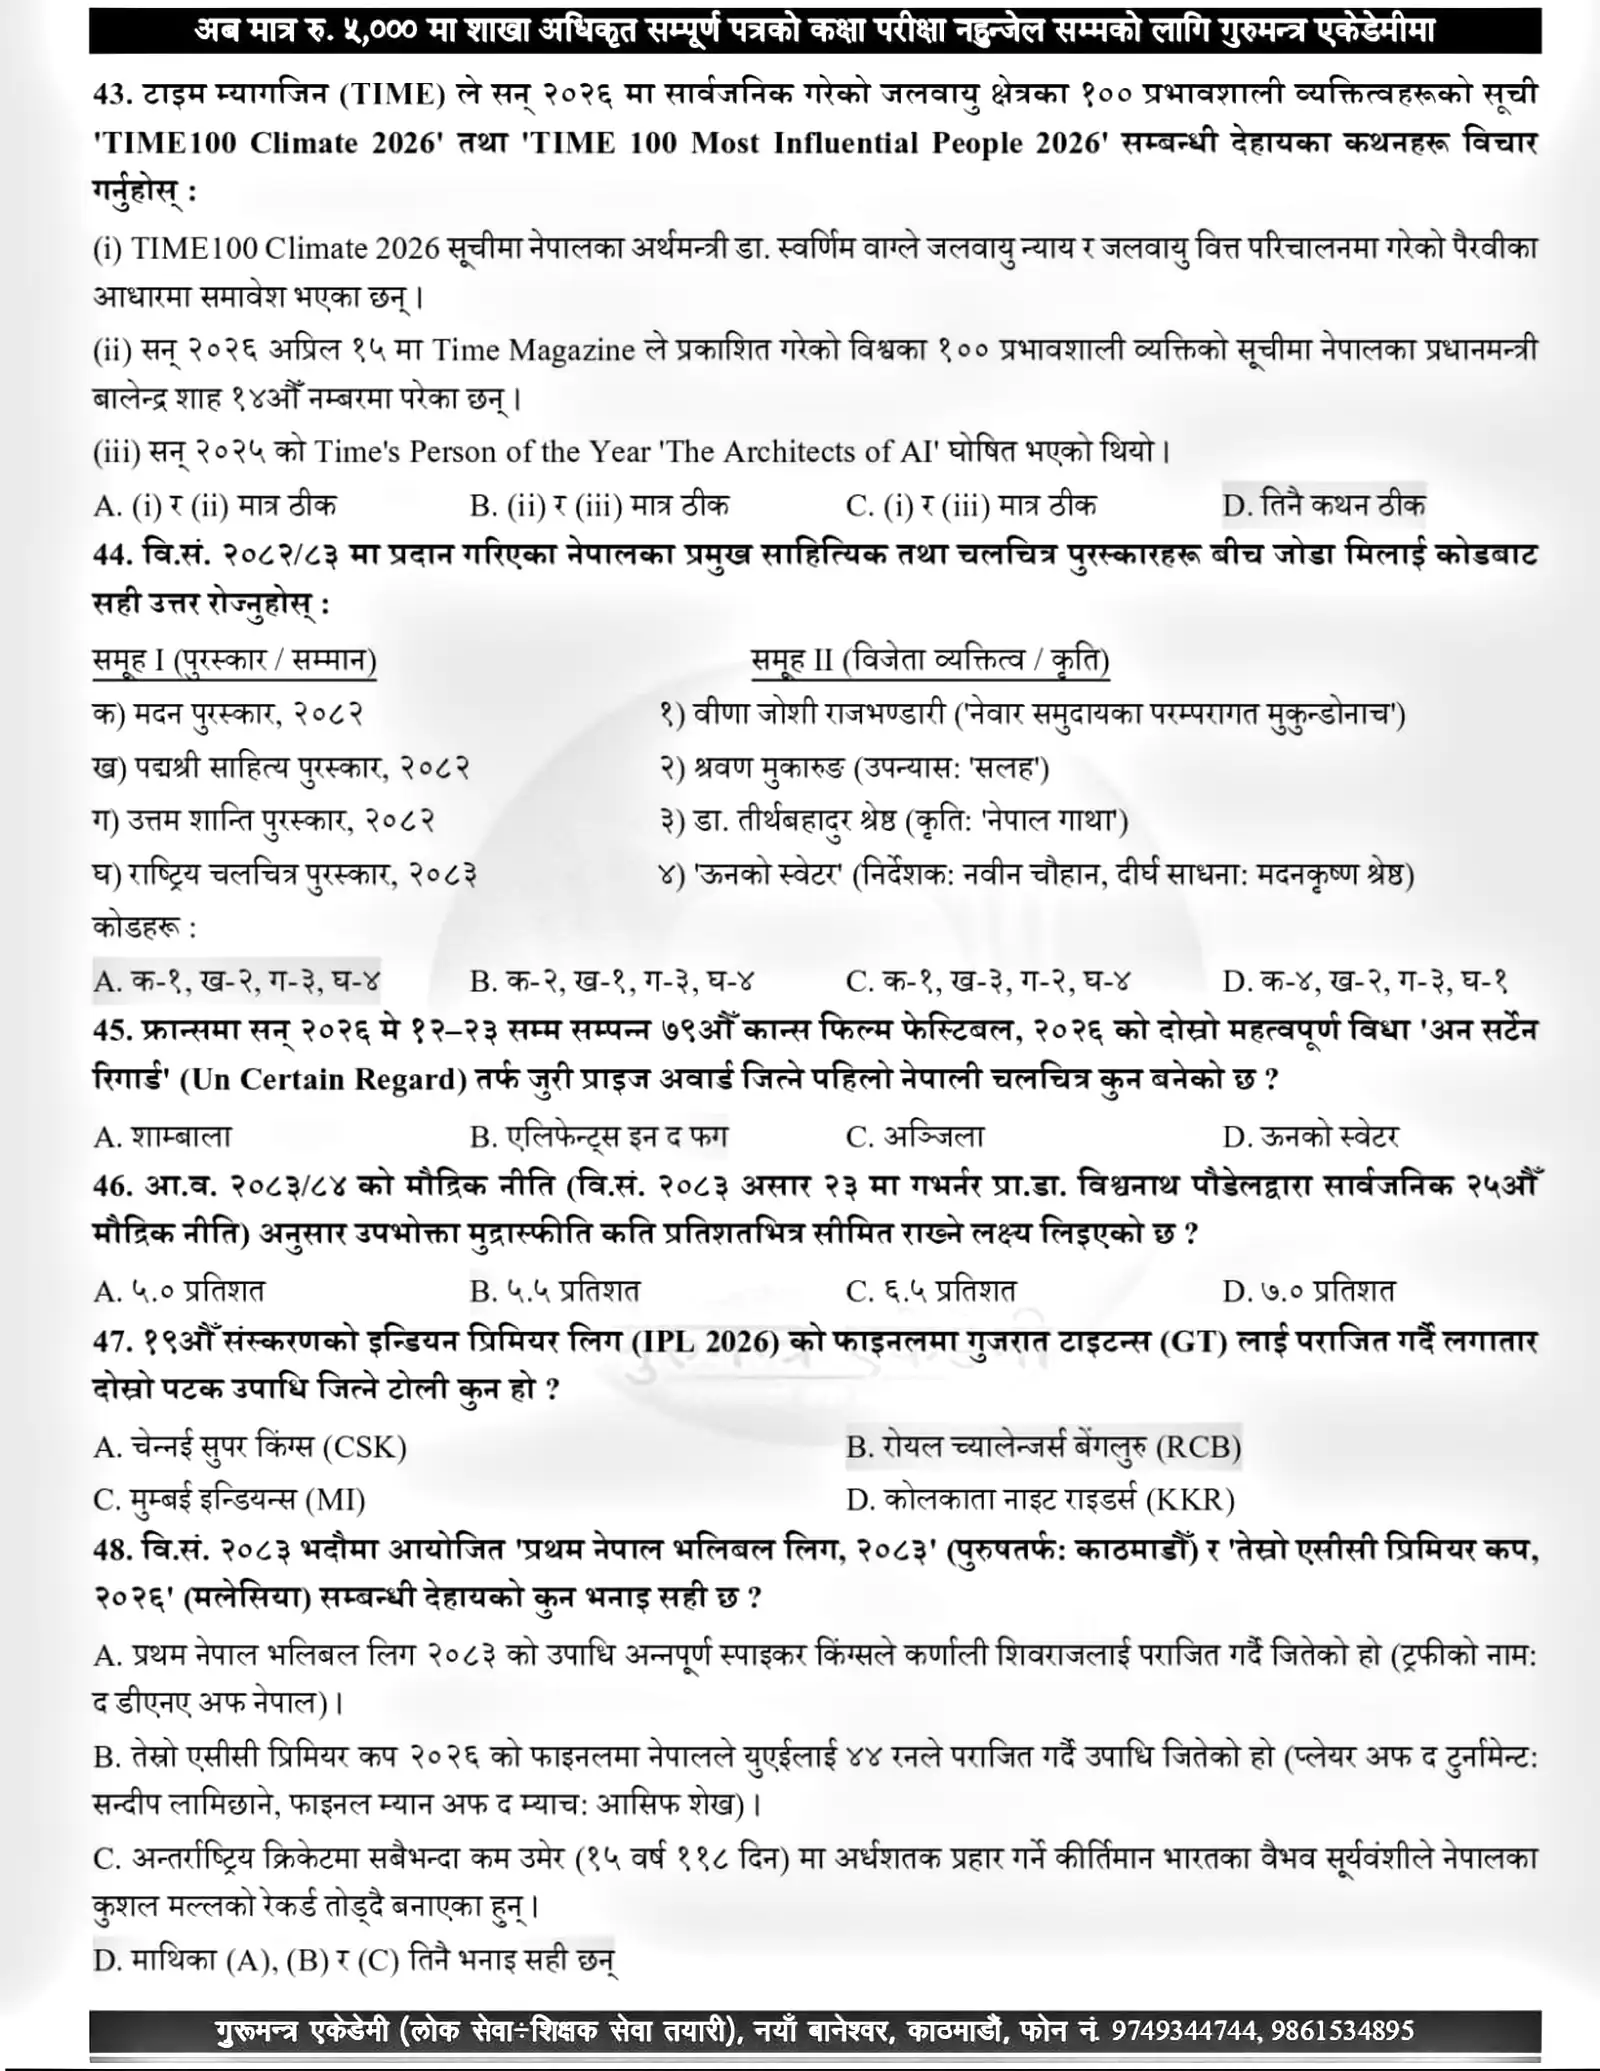 अब मात्र रु. ५,००० मा शाखा अधिकृत सम्पूर्ण पत्रको कक्षा परीक्षा नहुन्जेल सम्मको लागि गुरुमन्त्र एकेडेमीमा
43. टाइम म्यागजिन (TIME) ले सन् २०२६ मा सार्वजनिक गरेको जलवायु क्षेत्रका १०० प्रभावशाली व्यक्तित्वहरूको सूची
'TIME100 Climate 2026' तथा 'TIME 100 Most Influential People 2026' सम्बन्धी देहायका कथनहरू विचार
गर्नुहोस् :
(i) TIME100 Climate 2026 सूचीमा नेपालका अर्थमन्त्री डा. स्वर्णिम वाग्ले जलवायु न्याय र जलवायु वित्त परिचालनमा गरेको पैरवीका
आधारमा समावेश भएका छन् ।
(ii) सन् २०२६ अप्रिल १५ मा Time Magazine ले प्रकाशित गरेको विश्वका १०० प्रभावशाली व्यक्तिको सूचीमा नेपालका प्रधानमन्त्री
बालेन्द्र शाह १४औँ नम्बरमा परेका छन् ।
(iii) सन् २०२५ को Time's Person of the Year 'The Architects of AI' घोषित भएको थियो ।
A. (i) र (ii) मात्र ठीक B. (ii) र (iii) मात्र ठीक C. (i) र (iii) मात्र ठीक D. तिनै कथन ठीक
44. वि.सं. २०८२/८३ मा प्रदान गरिएका नेपालका प्रमुख साहित्यिक तथा चलचित्र पुरस्कारहरू बीच जोडा मिलाई कोडबाट
सही उत्तर रोज्नुहोस् :
समूह I (पुरस्कार / सम्मान) समूह II (विजेता व्यक्तित्व / कृति)
क) मदन पुरस्कार, २०८२ १) वीणा जोशी राजभण्डारी ('नेवार समुदायका परम्परागत मुकुन्डोनाच')
ख) पद्मश्री साहित्य पुरस्कार, २०८२ २) श्रवण मुकारुङ (उपन्यास: 'सलह')
ग) उत्तम शान्ति पुरस्कार, २०८२ ३) डा. तीर्थबहादुर श्रेष्ठ (कृति: 'नेपाल गाथा')
घ) राष्ट्रिय चलचित्र पुरस्कार, २०८३ ४) 'ऊनको स्वेटर' (निर्देशक: नवीन चौहान, दीर्घ साधना: मदनकृष्ण श्रेष्ठ)
कोडहरू :
A. क-१, ख-२, ग-३, घ-४ B. क-२, ख-१, ग-३, घ-४ C. क-१, ख-३, ग-२, घ-४ D. क-४, ख-२, ग-३, घ-१
45. फ्रान्समा सन् २०२६ मे १२–२३ सम्म सम्पन्न ७९औँ कान्स फिल्म फेस्टिबल, २०२६ को दोस्रो महत्वपूर्ण विधा 'अन सर्टेन
रिगार्ड' (Un Certain Regard) तर्फ जुरी प्राइज अवार्ड जित्ने पहिलो नेपाली चलचित्र कुन बनेको छ ?
A. शाम्बाला B. एलिफेन्ट्स इन द फग C. अञ्जिला D. ऊनको स्वेटर
46. आ.व. २०८३/८४ को मौद्रिक नीति (वि.सं. २०८३ असार २३ मा गभर्नर प्रा.डा. विश्वनाथ पौडेलद्वारा सार्वजनिक २५औँ
मौद्रिक नीति) अनुसार उपभोक्ता मुद्रास्फीति कति प्रतिशतभित्र सीमित राख्ने लक्ष्य लिइएको छ ?
A. ५.० प्रतिशत B. ५.५ प्रतिशत C. ६.५ प्रतिशत D. ७.० प्रतिशत
47. १९औँ संस्करणको इन्डियन प्रिमियर लिग (IPL 2026) को फाइनलमा गुजरात टाइटन्स (GT) लाई पराजित गर्दै लगातार
दोस्रो पटक उपाधि जित्ने टोली कुन हो ?
A. चेन्नई सुपर किंग्स (CSK) B. रोयल च्यालेन्जर्स बेंगलुरु (RCB)
C. मुम्बई इन्डियन्स (MI) D. कोलकाता नाइट राइडर्स (KKR)
48. वि.सं. २०८३ भदौमा आयोजित 'प्रथम नेपाल भलिबल लिग, २०८३' (पुरुषतर्फ: काठमाडौँ) र 'तेस्रो एसीसी प्रिमियर कप,
२०२६' (मलेसिया) सम्बन्धी देहायको कुन भनाइ सही छ ?
A. प्रथम नेपाल भलिबल लिग २०८३ को उपाधि अन्नपूर्ण स्पाइकर किंग्सले कर्णाली शिवराजलाई पराजित गर्दै जितेको हो (ट्रफीको नाम:
द डीएनए अफ नेपाल) ।
B. तेस्रो एसीसी प्रिमियर कप २०२६ को फाइनलमा नेपालले युएईलाई ४४ रनले पराजित गर्दै उपाधि जितेको हो (प्लेयर अफ द टुर्नामेन्ट:
सन्दीप लामिछाने, फाइनल म्यान अफ द म्याच: आसिफ शेख) ।
C. अन्तर्राष्ट्रिय क्रिकेटमा सबैभन्दा कम उमेर (१५ वर्ष ११८ दिन) मा अर्धशतक प्रहार गर्ने कीर्तिमान भारतका वैभव सूर्यवंशीले नेपालका
कुशल मल्लको रेकर्ड तोड्दै बनाएका हुन् ।
D. माथिका (A), (B) र (C) तिनै भनाइ सही छन्
गुरूमन्त्र एकेडेमी (लोक सेवा÷शिक्षक सेवा तयारी), नयाँ बानेश्वर, काठमाडौं, फोन नं. 9749344744, 9861534895